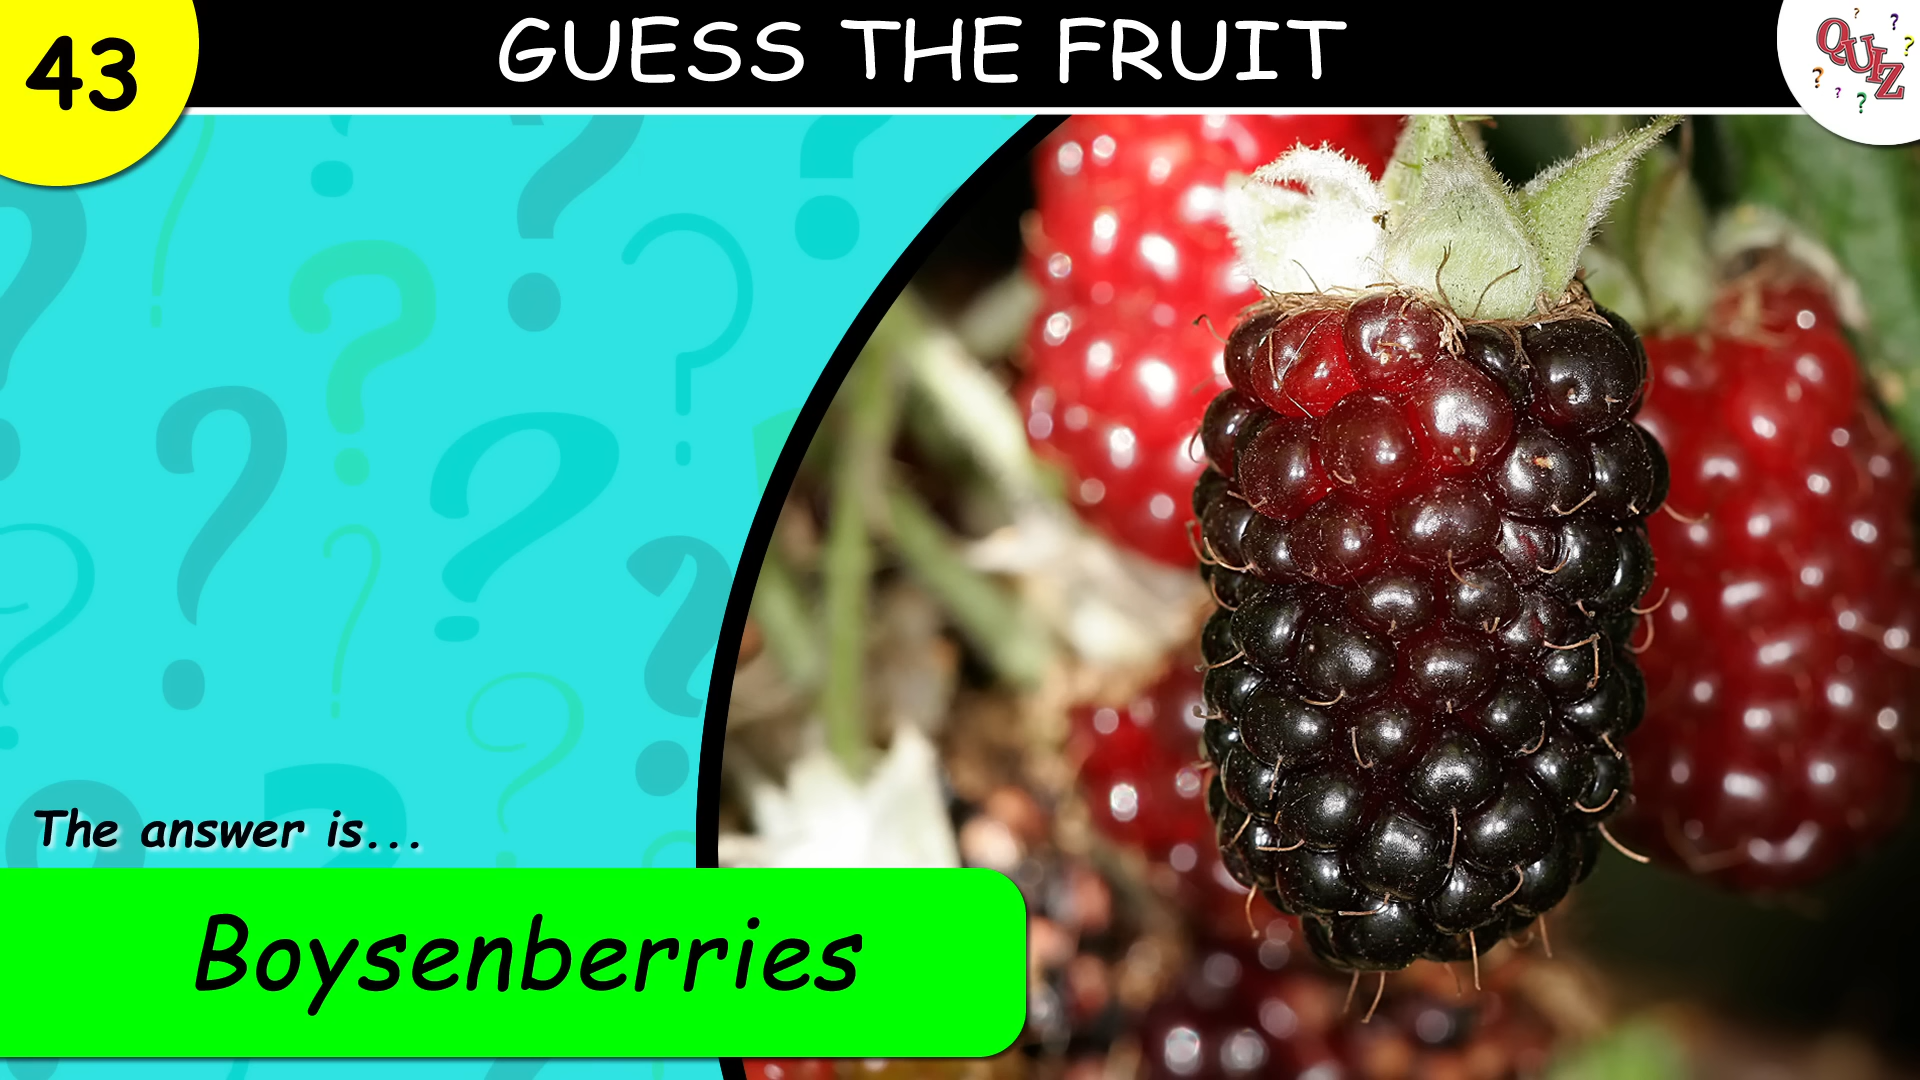 43
GUESS THE FRUIT
QUIZ
The answer is...
Boysenberries